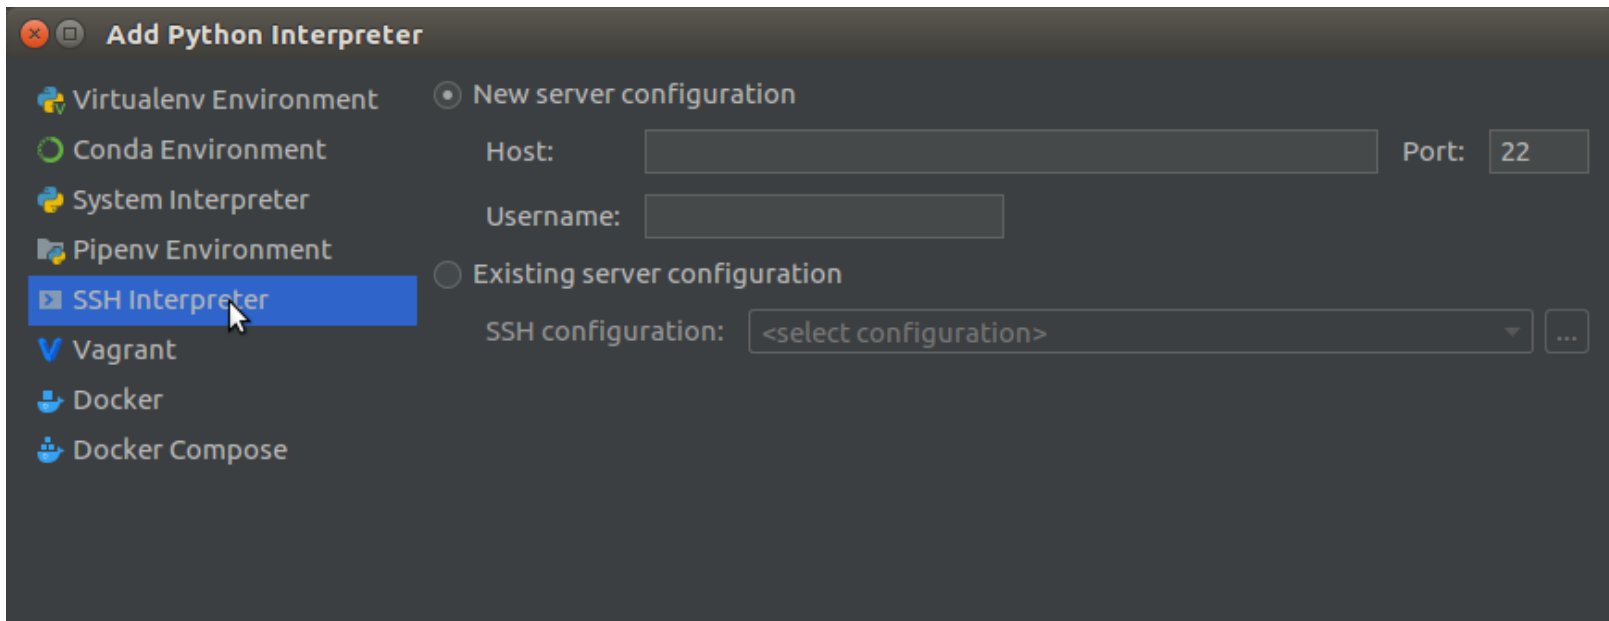 Add Python Interpreter
Virtualenv Environment
Conda Environment
System Interpreter
Pipenv Environment
SSH Interpreter
Vagrant
Docker
Docker Compose
New server configuration
Host:
Port: 22
Username:
Existing server configuration
SSH configuration: <select configuration> ...